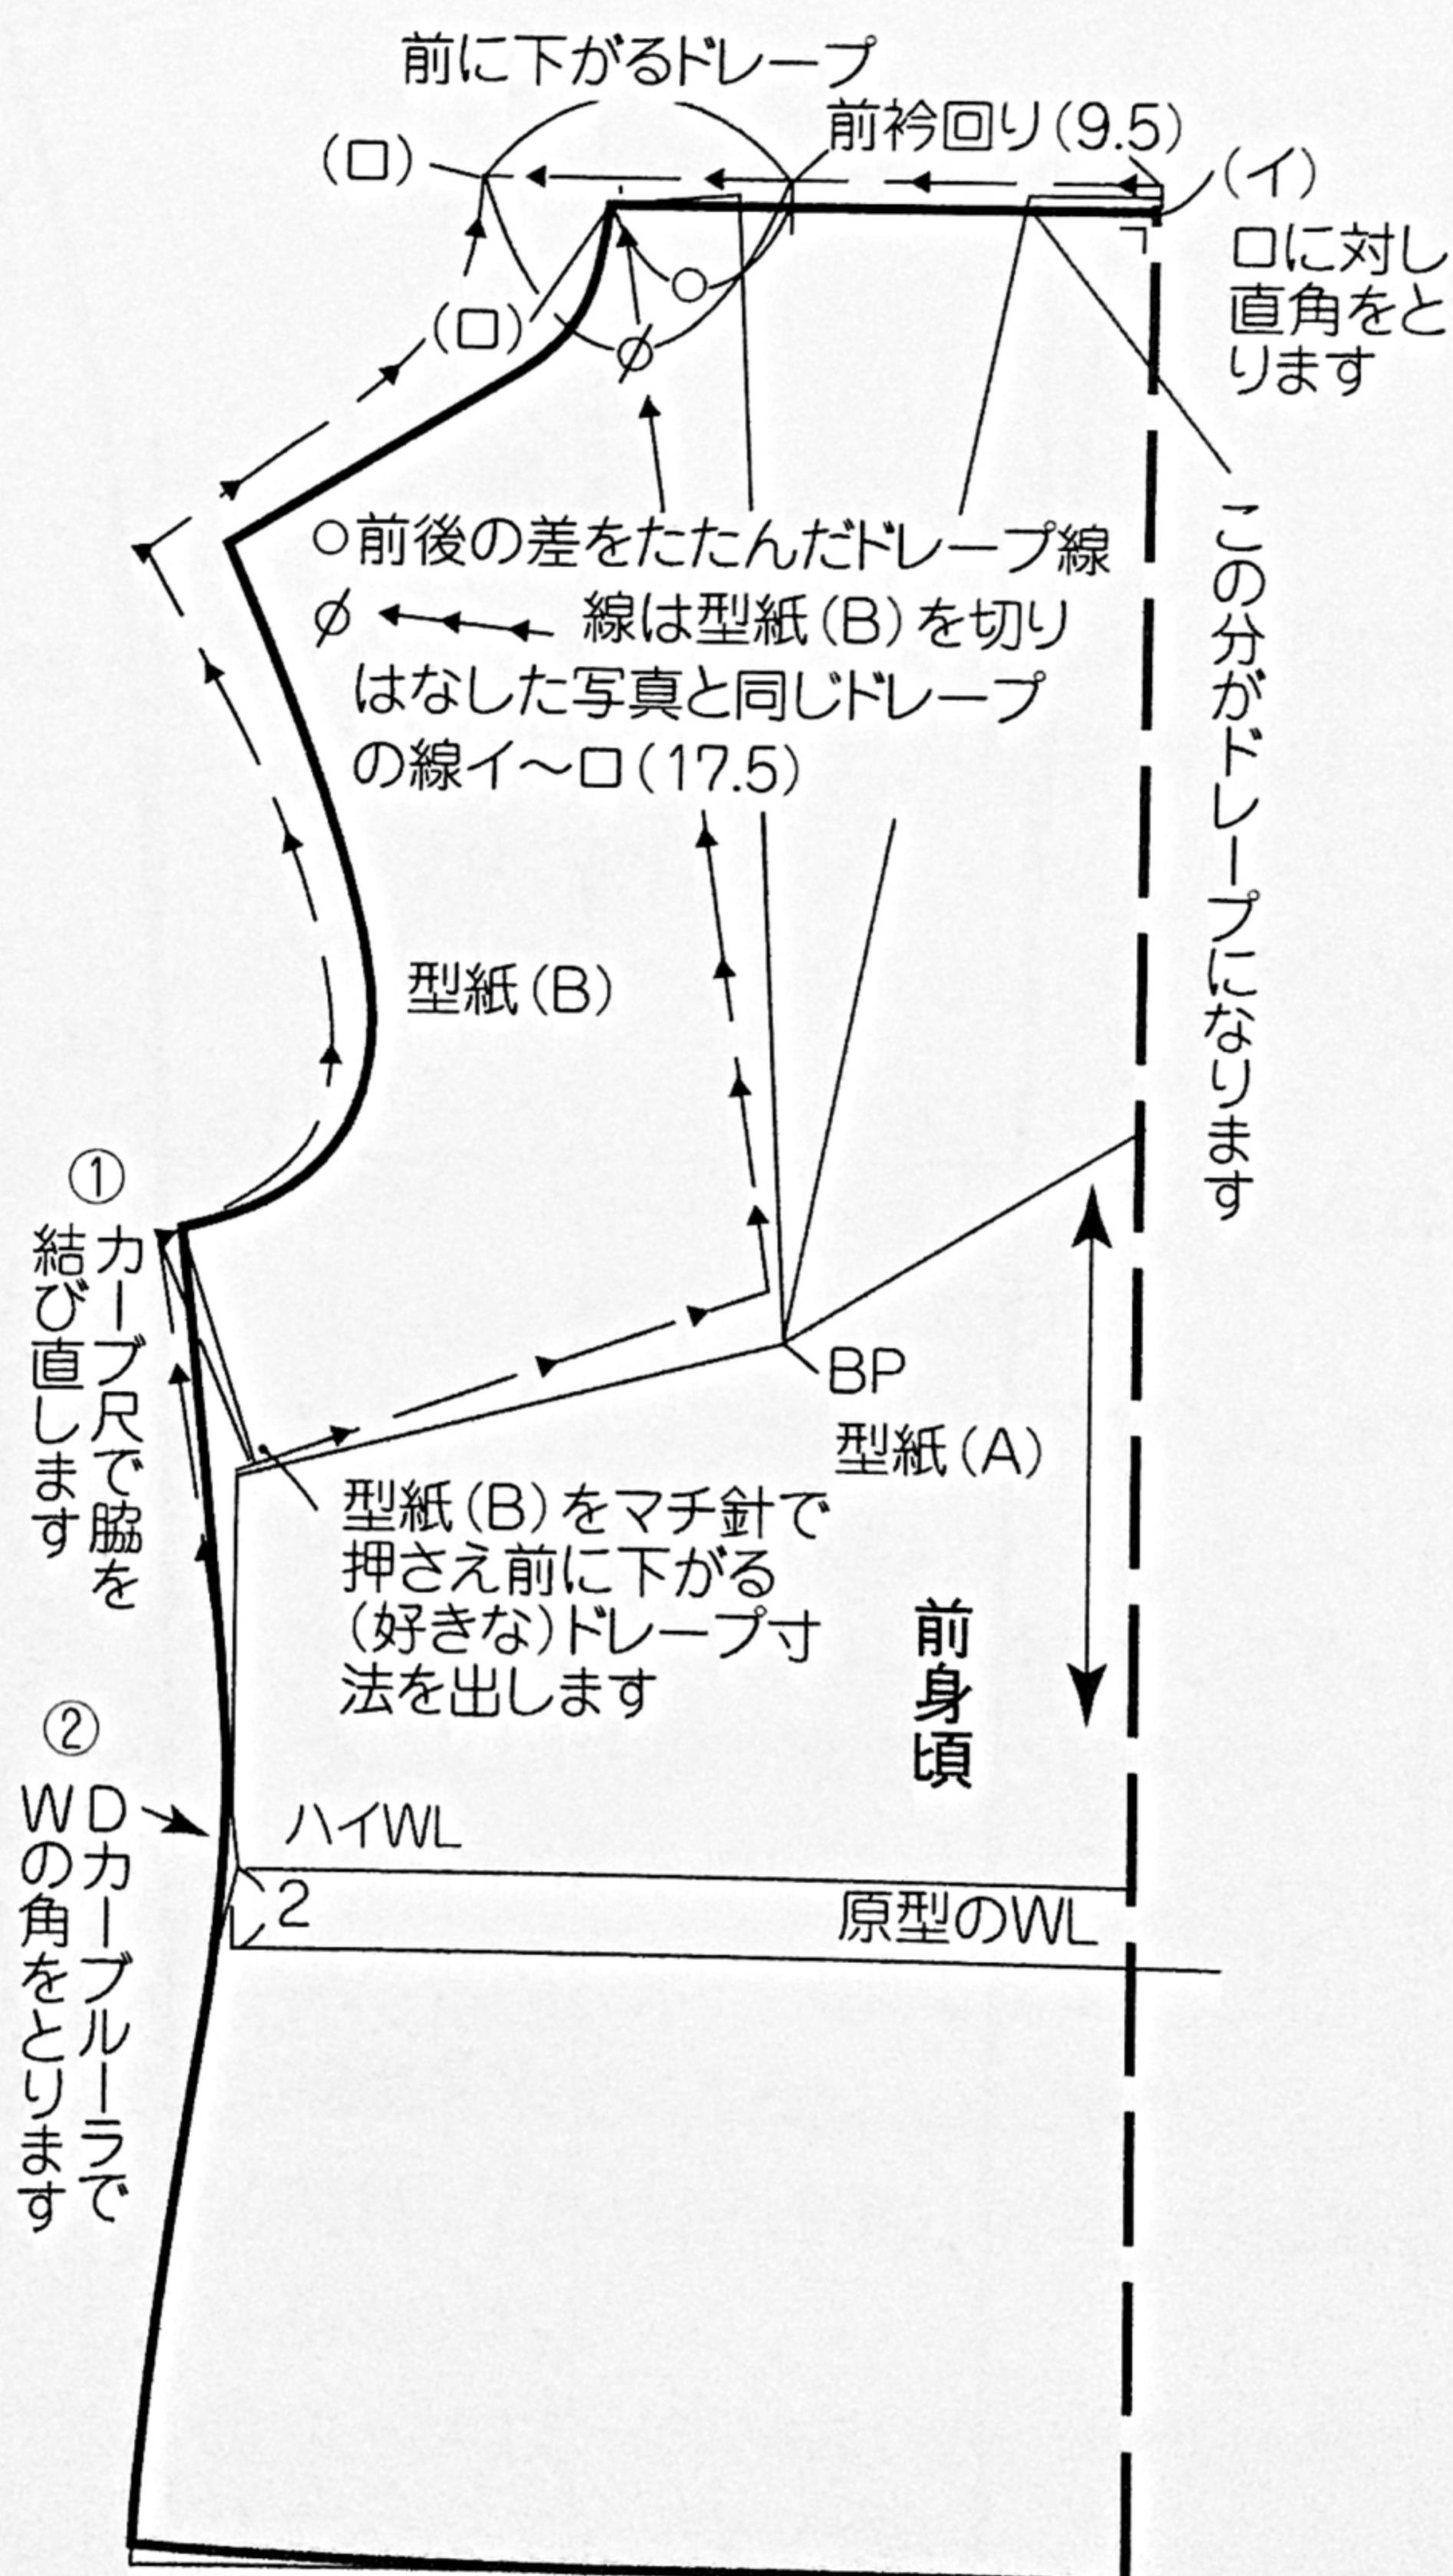 前に下がるドレープ
前衿回り(9.5)
(ロ)
(イ)
ロに対し
直角をと
ります
(ロ)
○
φ
○前後の差をたたんだドレープ線
φ 線は型紙(B)を切り
はなした写真と同じドレープ
の線イ〜ロ(17.5)
この分がドレープになります
型紙(B)
①
カーブ尺で脇を
結び直します
BP
型紙(A)
型紙(B)をマチ針で
押さえ前に下がる
(好きな)ドレープ寸
法を出します
前身頃
②
Dカーブルーラで
Wの角をとります
ハイWL
2
原型のWL